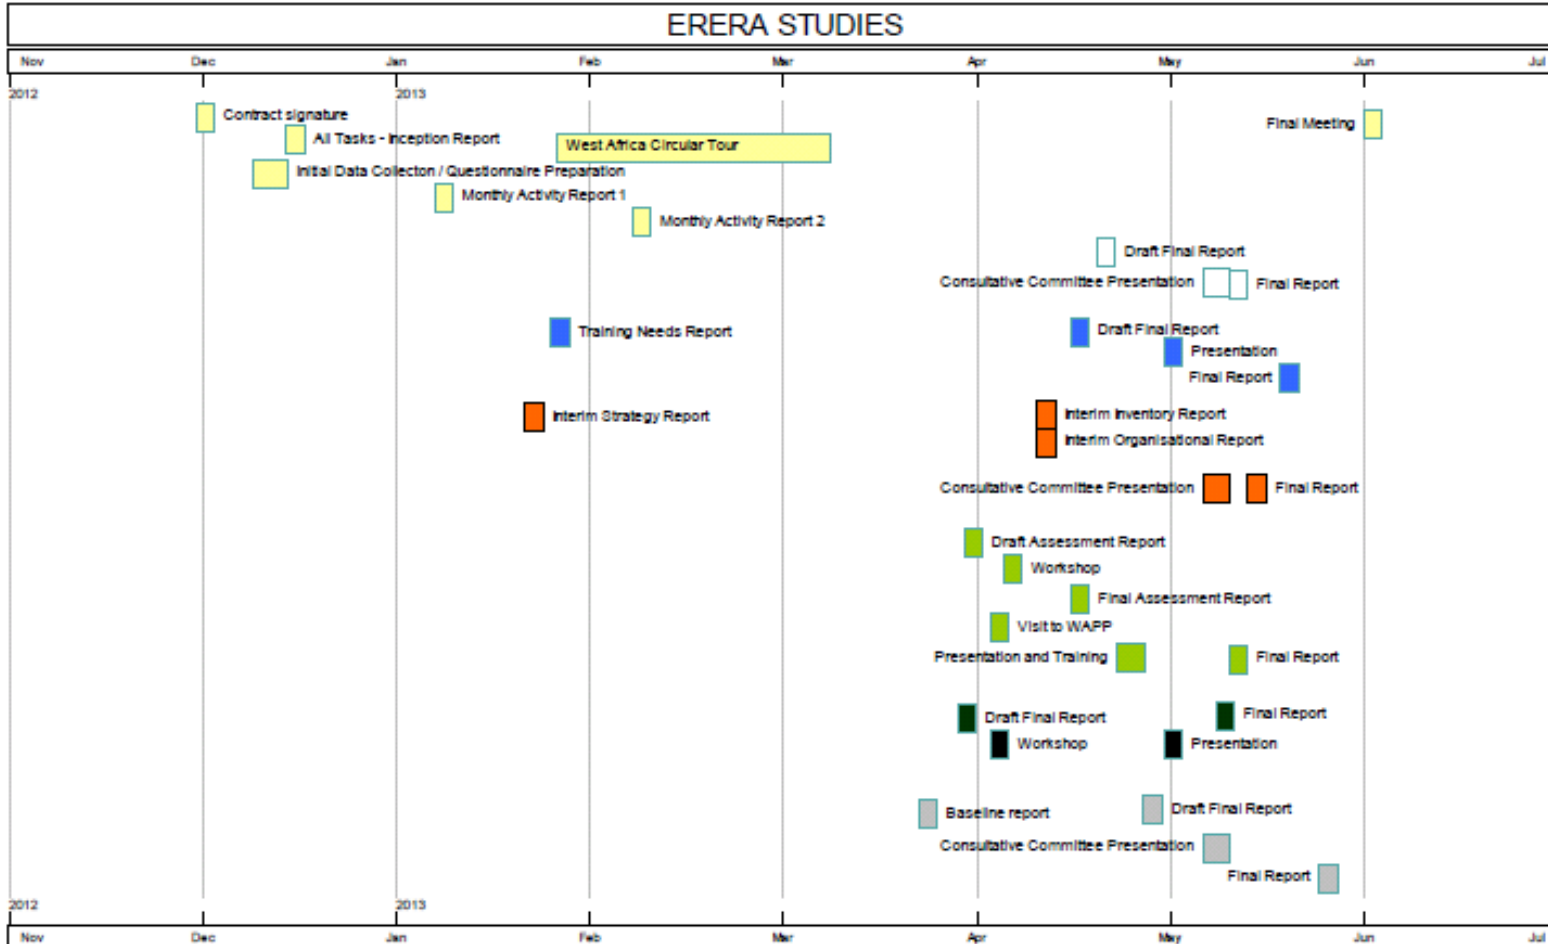 ERERA STUDIES
Nov Dec Jan Feb Mar Apr May Jun Jul
2012 2013
Contract signature
Final Meeting
All Tasks - Inception Report
West Africa Circular Tour
Initial Data Collecton / Questionnaire Preparation
Monthly Activity Report 1
Monthly Activity Report 2
Draft Final Report
Consultative Committee Presentation Final Report
Training Needs Report Draft Final Report
Presentation
Final Report
Interim Strategy Report Interim Inventory Report
Interim Organisational Report
Consultative Committee Presentation Final Report
Draft Assessment Report
Workshop
Final Assessment Report
Visit to WAPP
Presentation and Training Final Report
Draft Final Report Final Report
Workshop Presentation
Baseline report Draft Final Report
Consultative Committee Presentation
Final Report
2012 2013
Nov Dec Jan Feb Mar Apr May Jun Jul